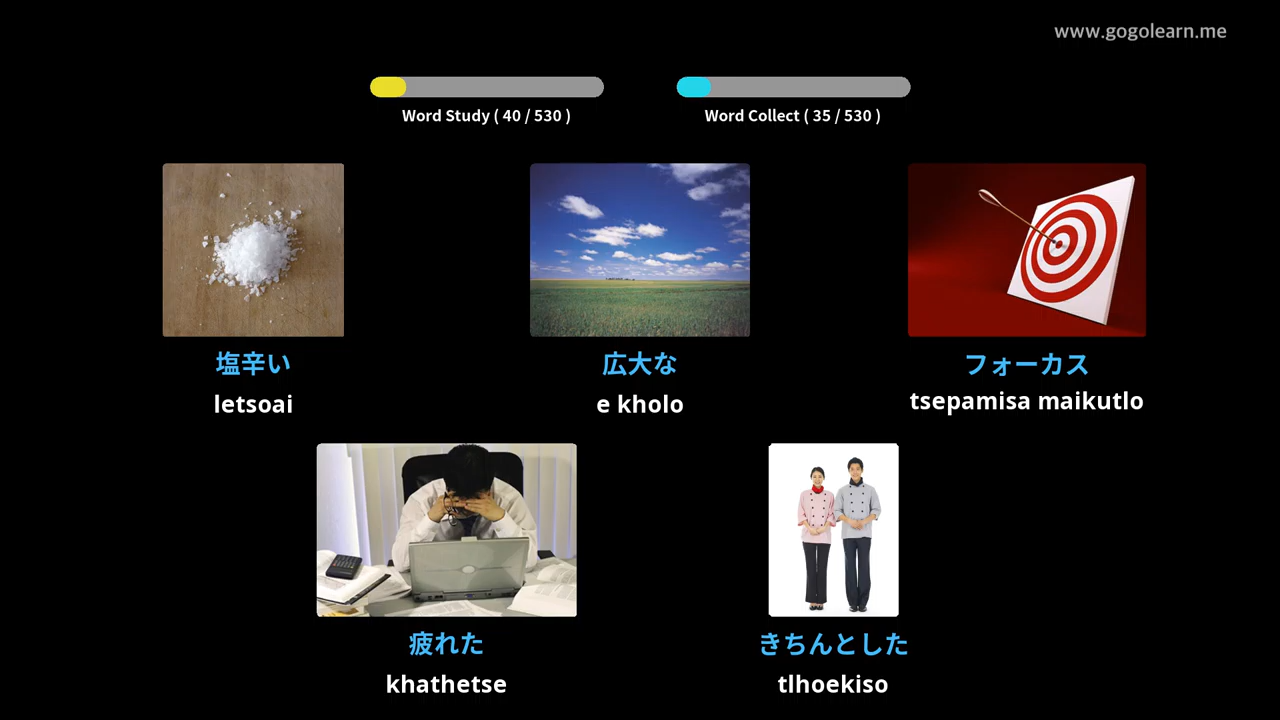 www.gogolearn.me
Word Study ( 40 / 530 )
Word Collect ( 35 / 530 )
塩辛い
letsoai
広大な
e kholo
フォーカス
tsepamisa maikutlo
疲れた
khathetse
きちんとした
tlhoekiso